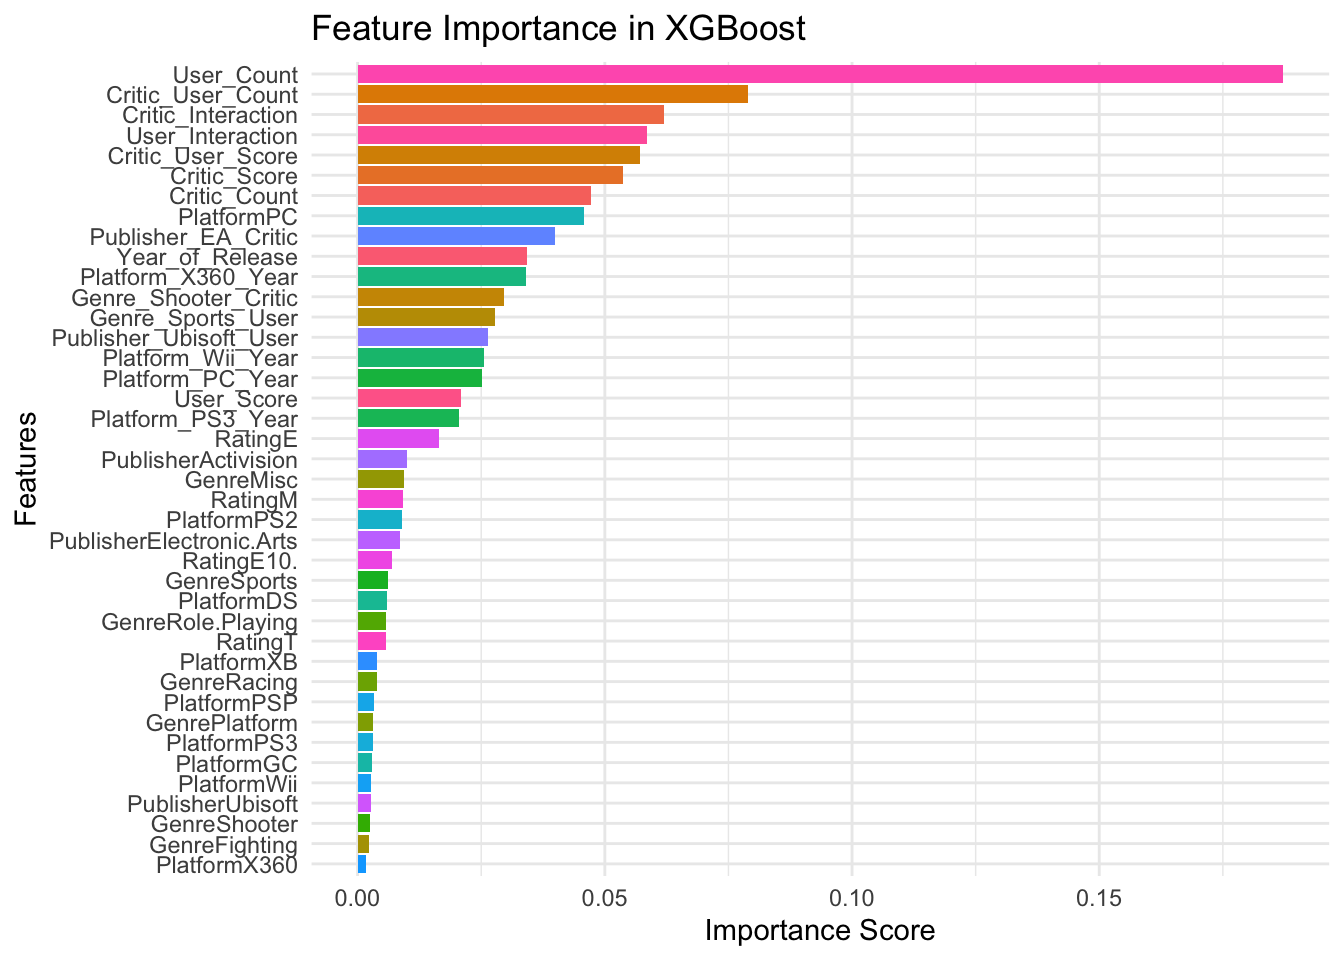 Feature Importance in XGBoost
User_Count
Critic_User_Count
Critic_Interaction
User_Interaction
Critic_User_Score
Critic_Score
Critic_Count
PlatformPC
Publisher_EA_Critic
Year_of_Release
Platform_X360_Year
Genre_Shooter_Critic
Genre_Sports_User
Publisher_Ubisoft_User
Platform_Wii_Year
Platform_PC_Year
User_Score
Platform_PS3_Year
RatingE
PublisherActivision
GenreMisc
RatingM
PlatformPS2
PublisherElectronic.Arts
RatingE10.
GenreSports
PlatformDS
GenreRole.Playing
RatingT
PlatformXB
GenreRacing
PlatformPSP
GenrePlatform
PlatformPS3
PlatformGC
PlatformWii
PublisherUbisoft
GenreShooter
GenreFighting
PlatformX360
Features
0.00 0.05 0.10 0.15
Importance Score